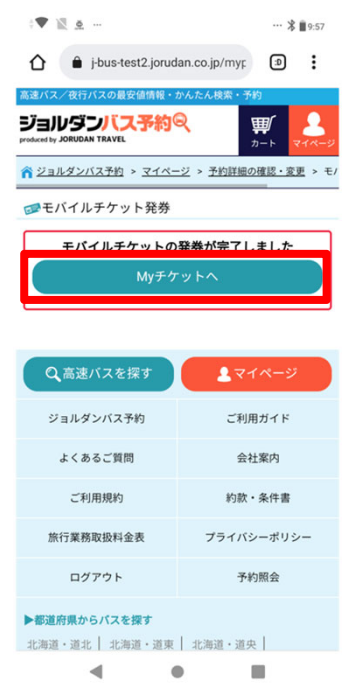 9:57
j-bus-test2.jorudan.co.jp/myp
:D
高速バス／夜行バスの最安値情報・かんたん検索・予約
ジョルダンバス予約
produced by JORUDAN TRAVEL
カート
マイページ
ジョルダンバス予約 > マイページ > 予約詳細の確認・変更 > モバ
モバイルチケット発券
モバイルチケットの発券が完了しました
Myチケットへ
高速バスを探す
マイページ
ジョルダンバス予約
ご利用ガイド
よくあるご質問
会社案内
ご利用規約
約款・条件書
旅行業務取扱料金表
プライバシーポリシー
ログアウト
予約照会
▶都道府県からバスを探す
北海道・道北 | 北海道・道東 | 北海道・道央 |